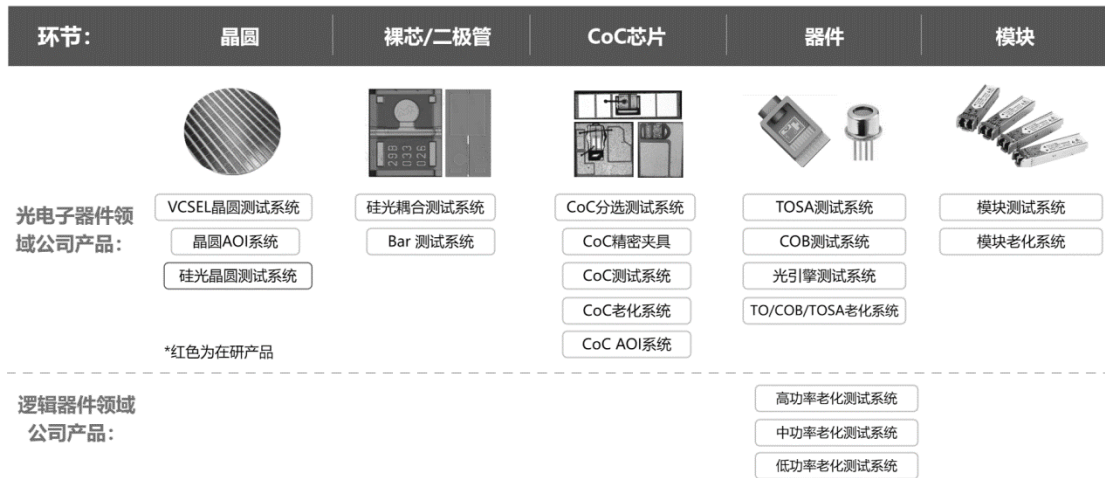 环节：
晶圆
裸芯/二极管
CoC芯片
器件
模块
光电子器件领
域公司产品：
VCSEL晶圆测试系统
晶圆AOI系统
硅光晶圆测试系统
*红色为在研产品
硅光耦合测试系统
Bar 测试系统
CoC分选测试系统
CoC精密夹具
CoC测试系统
CoC老化系统
CoC AOI系统
TOSA测试系统
COB测试系统
光引擎测试系统
TO/COB/TOSA老化系统
模块测试系统
模块老化系统
逻辑器件领域
公司产品：
高功率老化测试系统
中功率老化测试系统
低功率老化测试系统